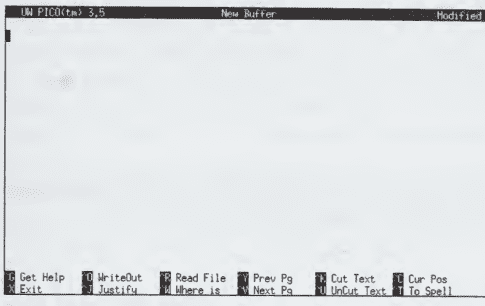 UW PICO(tm) 3.5 New Buffer Modified
^G Get Help ^O WriteOut ^R Read File ^Y Prev Pg ^K Cut Text ^C Cur Pos
^X Exit ^J Justify ^W Where is ^V Next Pg ^U UnCut Text ^T To Spell